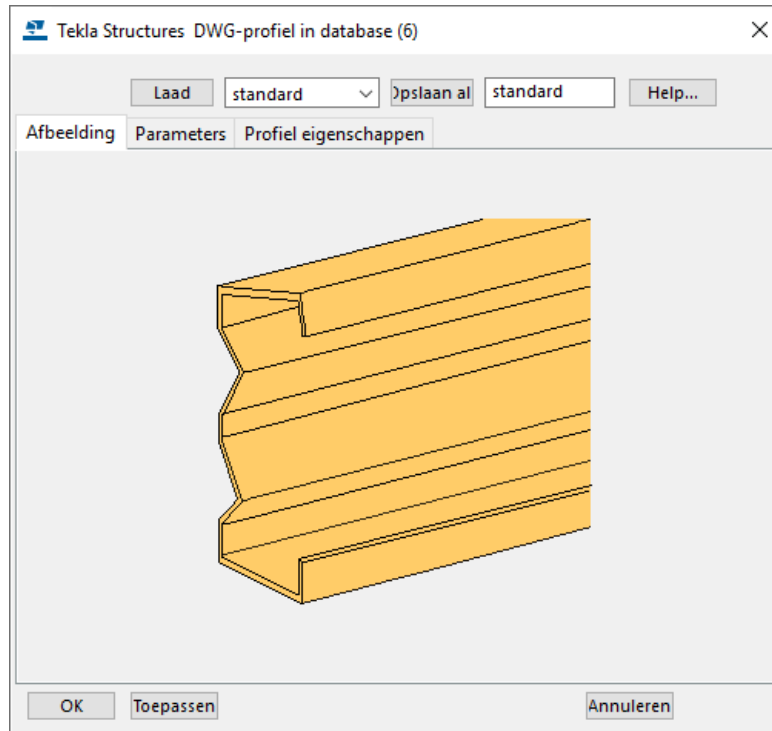 Tekla Structures DWG-profiel in database (6)
Laad standard Opslaan al standard Help...
Afbeelding Parameters Profiel eigenschappen
OK Toepassen Annuleren